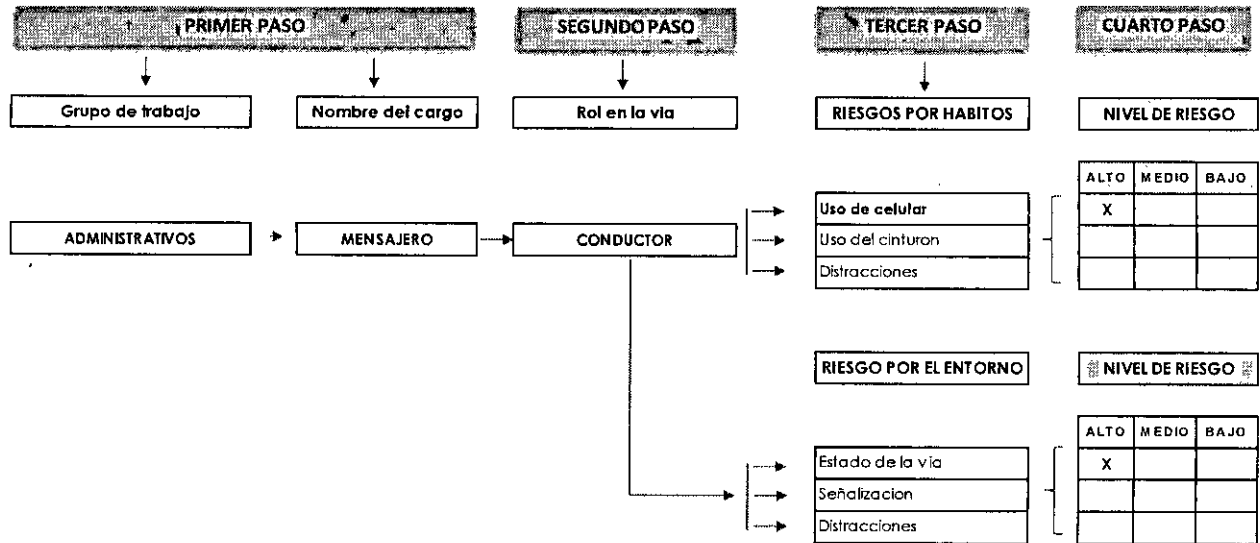 PRIMER PASO SEGUNDO PASO TERCER PASO CUARTO PASO
Grupo de trabajo Nombre del cargo Rol en la via RIESGOS POR HABITOS NIVEL DE RIESGO
ALTO MEDIO BAJO
ADMINISTRATIVOS MENSAJERO CONDUCTOR
Uso de celular X
Uso del cinturon
Distracciones
RIESGO POR EL ENTORNO NIVEL DE RIESGO
ALTO MEDIO BAJO
Estado de la via X
Señalizacion
Distracciones